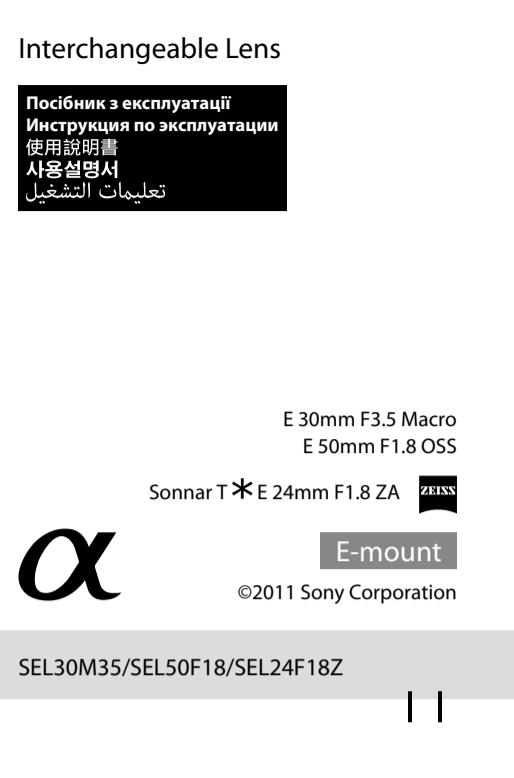 Interchangeable Lens
Посібник з експлуатації
Инструкция по эксплуатации
使用說明書
사용설명서
تعليمات التشغيل
E 30mm F3.5 Macro
E 50mm F1.8 OSS
Sonnar T* E 24mm F1.8 ZA ZEISS
α
E-mount
©2011 Sony Corporation
SEL30M35/SEL50F18/SEL24F18Z